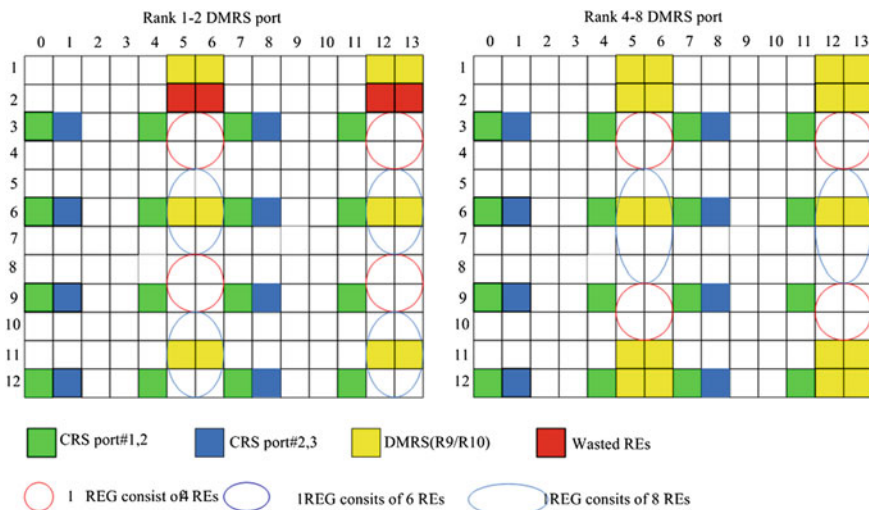 Rank 1-2 DMRS port
0 1 2 3 4 5 6 7 8 9 10 11 12 13
1
2
3
4
5
6
7
8
9
10
11
12
Rank 4-8 DMRS port
0 1 2 3 4 5 6 7 8 9 10 11 12 13
1
2
3
4
5
6
7
8
9
10
11
12
CRS port#1,2
CRS port#2,3
DMRS(R9/R10)
Wasted REs
1 REG consist of 4 REs
1REG consits of 6 REs
1REG consits of 8 REs